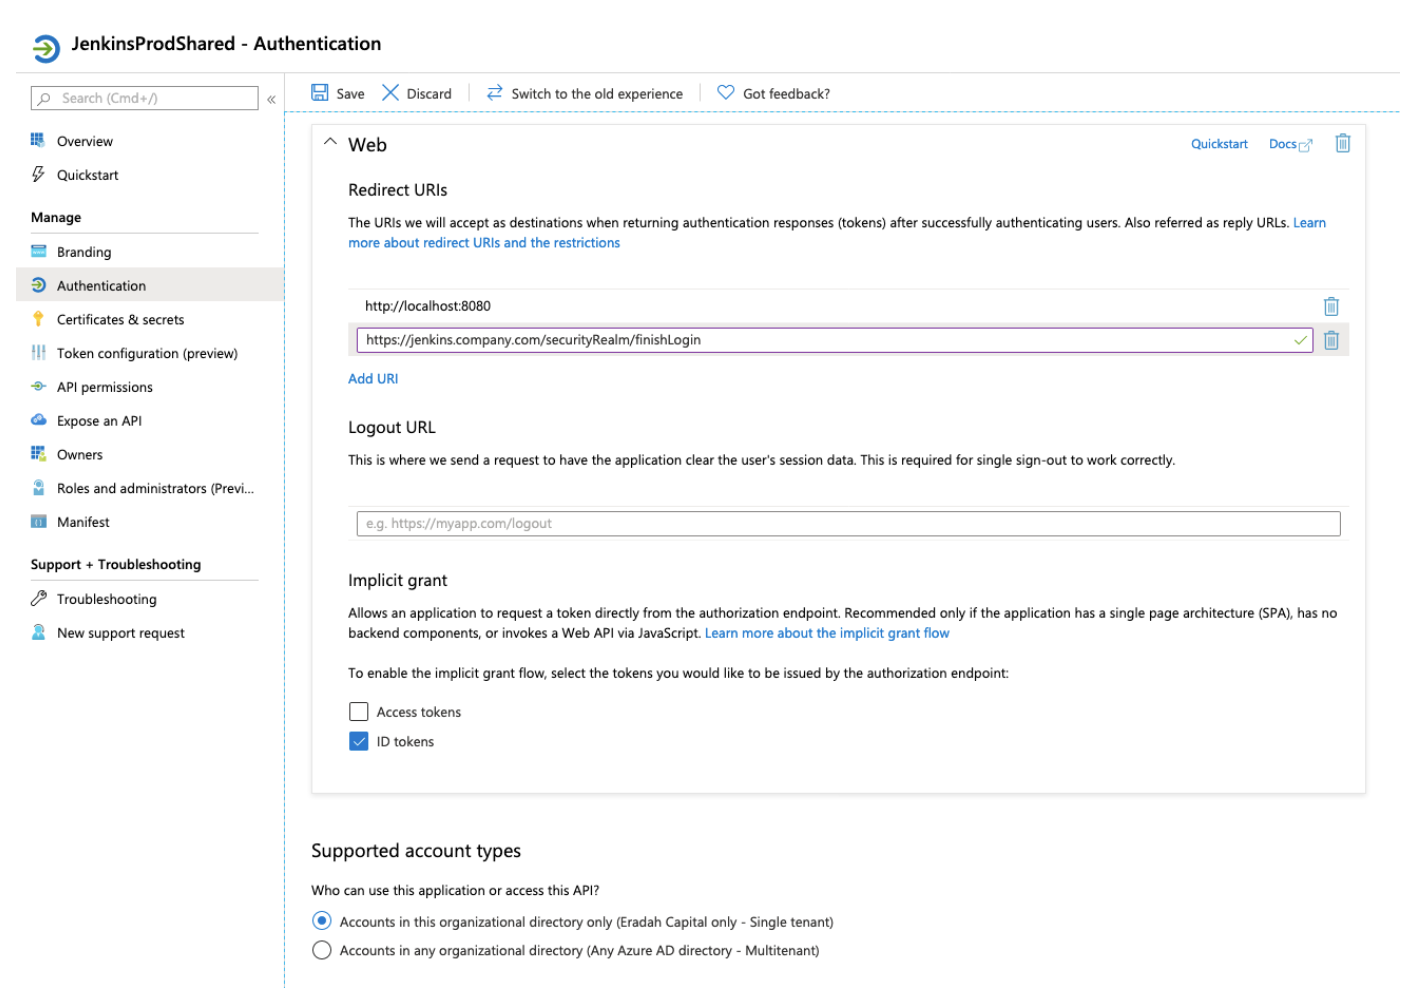 JenkinsProdShared - Authentication
Search (Cmd+/)
«
Save
Discard
Switch to the old experience
Got feedback?
Overview
Quickstart
Manage
Branding
Authentication
Certificates & secrets
Token configuration (preview)
API permissions
Expose an API
Owners
Roles and administrators (Previ...
Manifest
Support + Troubleshooting
Troubleshooting
New support request
Web
Quickstart
Docs
Redirect URIs
The URIs we will accept as destinations when returning authentication responses (tokens) after successfully authenticating users. Also referred as reply URLs. Learn
more about redirect URIs and the restrictions
http://localhost:8080
https://jenkins.company.com/securityRealm/finishLogin
Add URI
Logout URL
This is where we send a request to have the application clear the user's session data. This is required for single sign-out to work correctly.
e.g. https://myapp.com/logout
Implicit grant
Allows an application to request a token directly from the authorization endpoint. Recommended only if the application has a single page architecture (SPA), has no
backend components, or invokes a Web API via JavaScript. Learn more about the implicit grant flow
To enable the implicit grant flow, select the tokens you would like to be issued by the authorization endpoint:
Access tokens
ID tokens
Supported account types
Who can use this application or access this API?
Accounts in this organizational directory only (Eradah Capital only - Single tenant)
Accounts in any organizational directory (Any Azure AD directory - Multitenant)